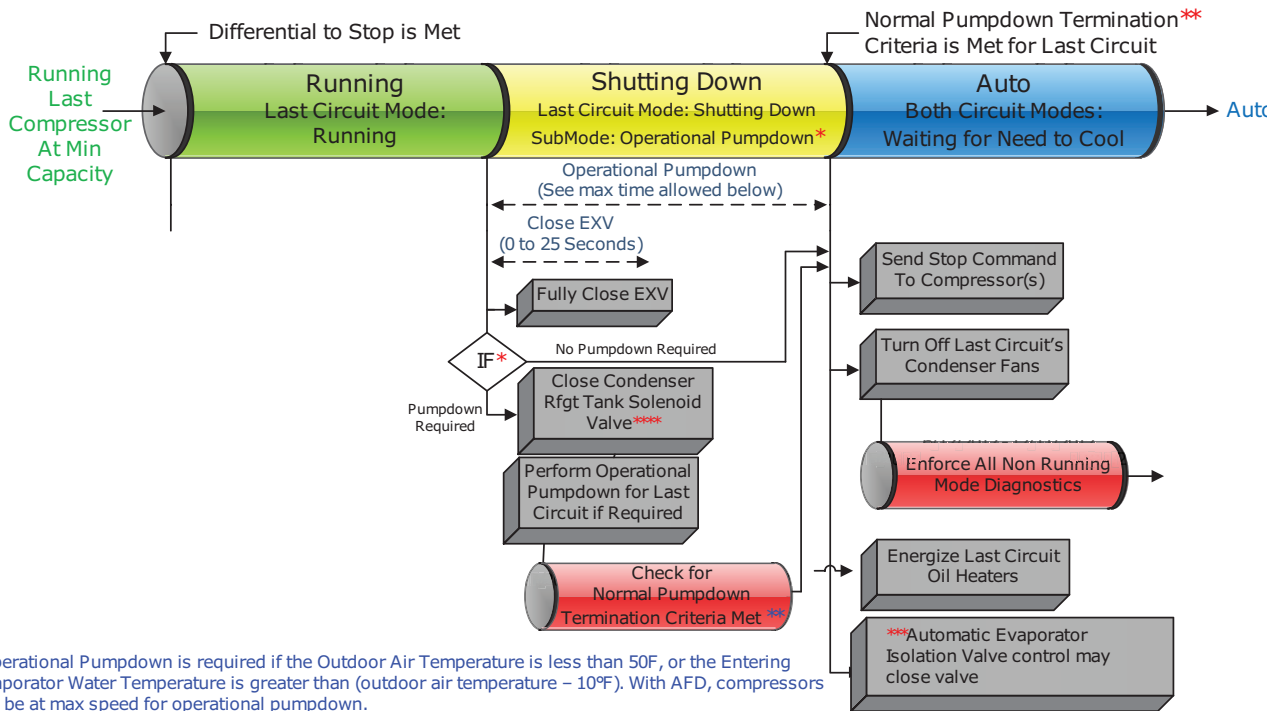 Differential to Stop is Met
Normal Pumpdown Termination**
Criteria is Met for Last Circuit
Running
Last
Compressor
At Min
Capacity
Running
Last Circuit Mode:
Running
Shutting Down
Last Circuit Mode: Shutting Down
SubMode: Operational Pumpdown*
Auto
Both Circuit Modes:
Waiting for Need to Cool
Auto
Operational Pumpdown
(See max time allowed below)
Close EXV
(0 to 25 Seconds)
Fully Close EXV
IF*
No Pumpdown Required
Pumpdown
Required
Close Condenser
Rfgt Tank Solenoid
Valve****
Perform Operational
Pumpdown for Last
Circuit if Required
Check for
Normal Pumpdown
Termination Criteria Met **
Send Stop Command
To Compressor(s)
Turn Off Last Circuit's
Condenser Fans
Enforce All Non Running
Mode Diagnostics
Energize Last Circuit
Oil Heaters
***Automatic Evaporator
Isolation Valve control may
close valve
perational Pumpdown is required if the Outdoor Air Temperature is less than 50F, or the Entering
aporator Water Temperature is greater than (outdoor air temperature – 10ºF). With AFD, compressors
be at max speed for operational pumpdown.